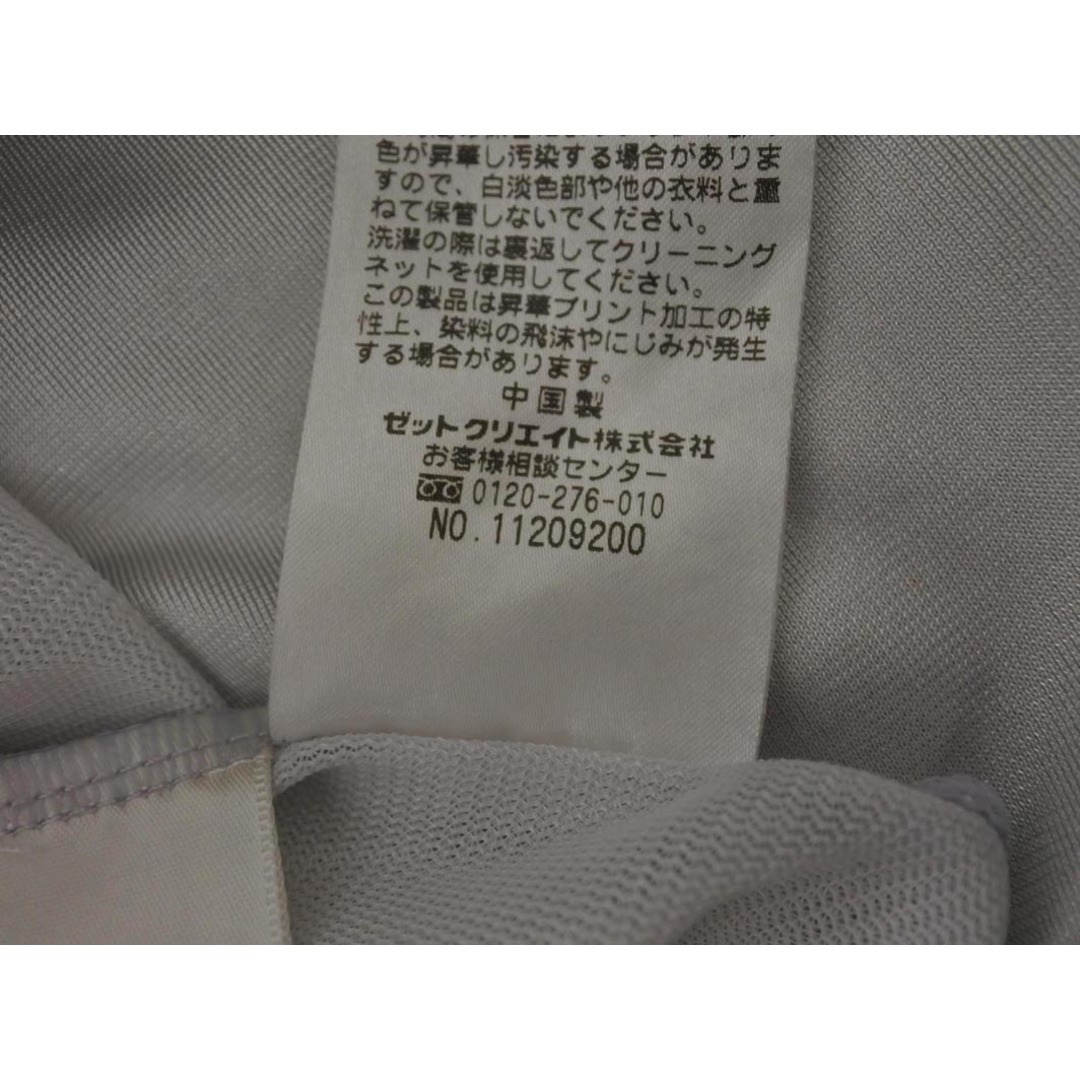 色が昇華し汚染する場合がありま
すので、白淡色部や他の衣料と重
ねて保管しないでください。
洗濯の際は裏返してクリーニング
ネットを使用してください。
この製品は昇華プリント加工の特
性上、染料の飛沫やにじみが発生
する場合があります。
中国製
ゼットクリエイト株式会社
お客様相談センター
0120-276-010
NO.11209200